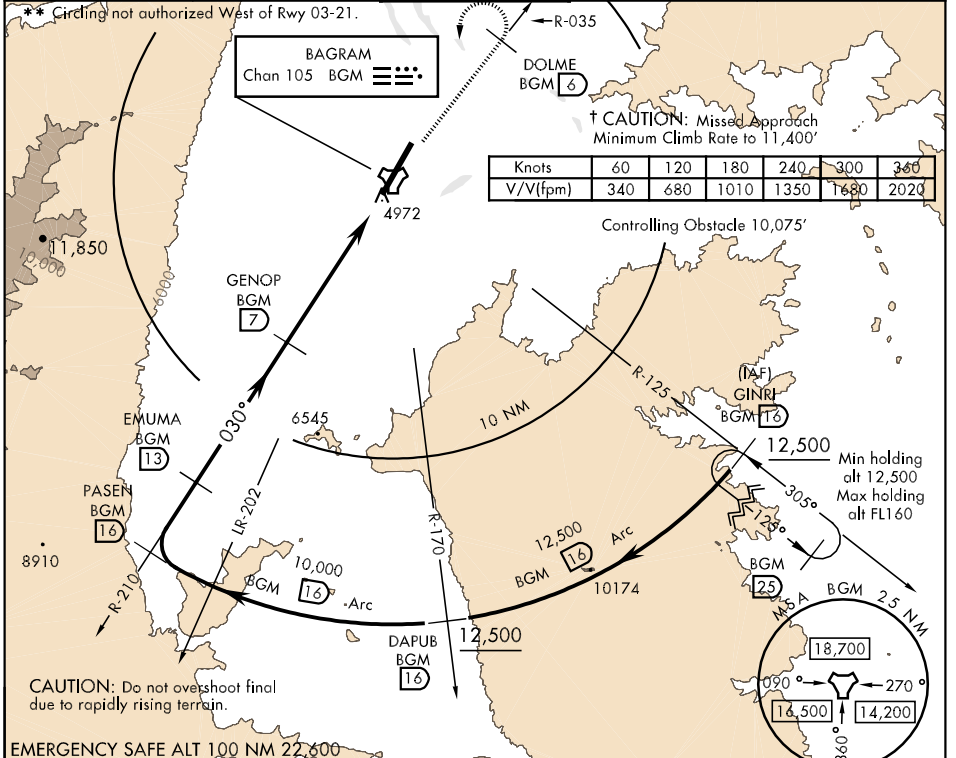 ** Circling not authorized West of Rwy 03-21.
R-035
BAGRAM
Chan 105 BGM
DOLME
BGM 6
† CAUTION: Missed Approach
Minimum Climb Rate to 11,400'
Knots 60 120 180 240 300 360
V/V(fpm) 340 680 1010 1350 1680 2020
Controlling Obstacle 10,075'
4972
11,850
10,000
6000
GENOP
BGM
7
R-125
(IAF)
GINRI
BGM 16
10 NM
6545
030°
EMUMA
BGM
13
12,500
Min holding
alt 12,500
Max holding
alt FL160
305°
125°
PASEN
BGM
16
LR-202
R-170
12,500
BGM 16 Arc
10174
8910
10,000
BGM 16 -Arc
R-210
BGM
25
MSA BGM 25 NM
DAPUB
BGM
16
12,500
18,700
090° 270°
16,500 14,200
360°
CAUTION: Do not overshoot final
due to rapidly rising terrain.
EMERGENCY SAFE ALT 100 NM 22,600